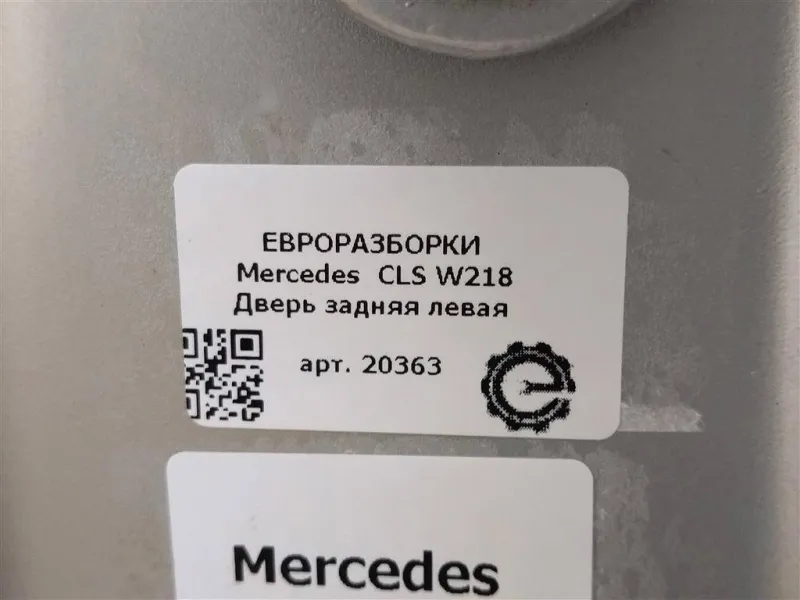 ЕВРОРАЗБОРКИ
Mercedes CLS W218
Дверь задняя левая
арт. 20363
Mercedes